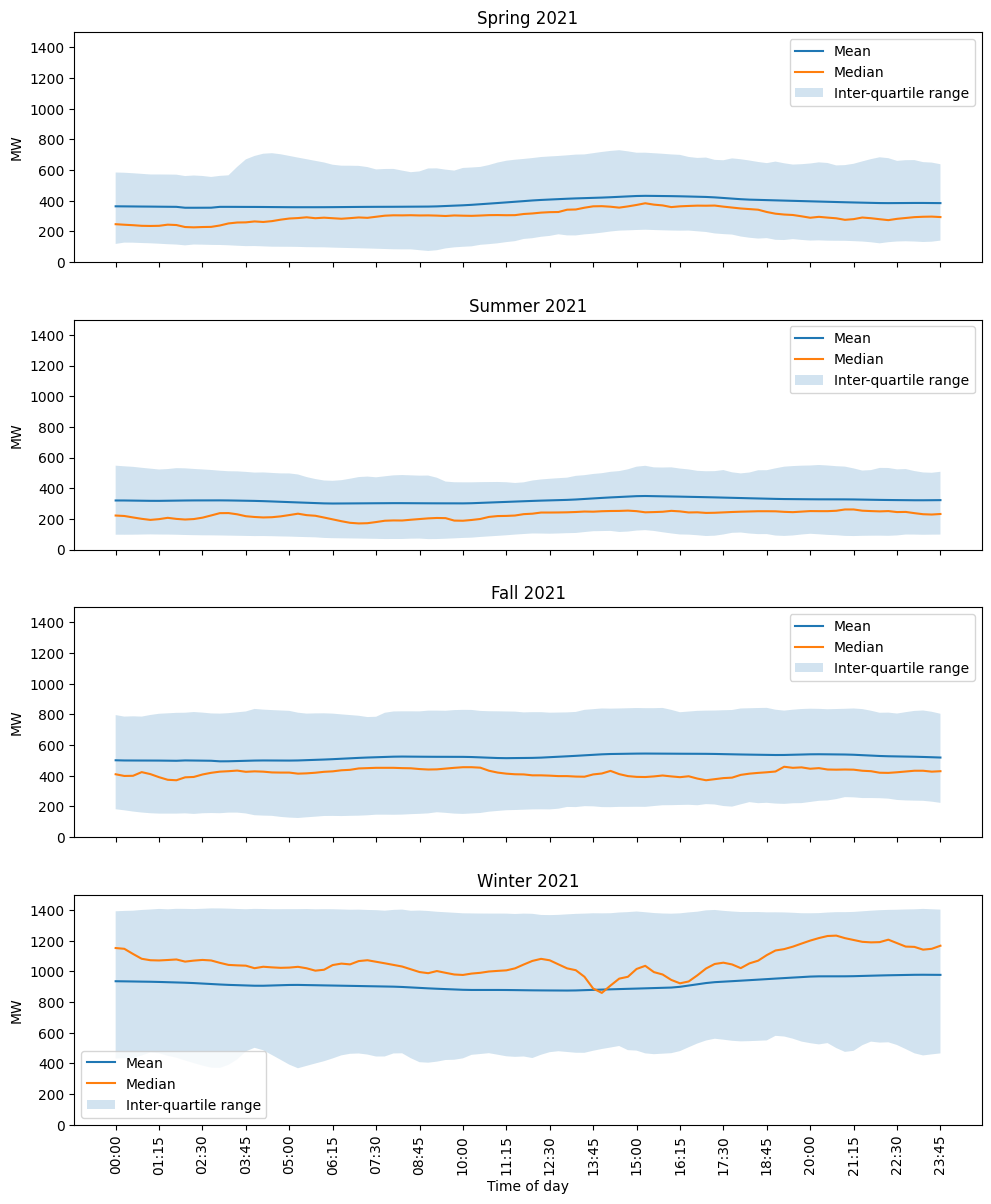 Spring 2021
1400
1200
1000
800
600
400
200
0
MW
Mean
Median
Inter-quartile range
Summer 2021
1400
1200
1000
800
600
400
200
0
MW
Mean
Median
Inter-quartile range
Fall 2021
1400
1200
1000
800
600
400
200
0
MW
Mean
Median
Inter-quartile range
Winter 2021
1400
1200
1000
800
600
400
200
0
MW
Mean
Median
Inter-quartile range
00:00 01:15 02:30 03:45 05:00 06:15 07:30 08:45 10:00 11:15 12:30 13:45 15:00 16:15 17:30 18:45 20:00 21:15 22:30 23:45
Time of day